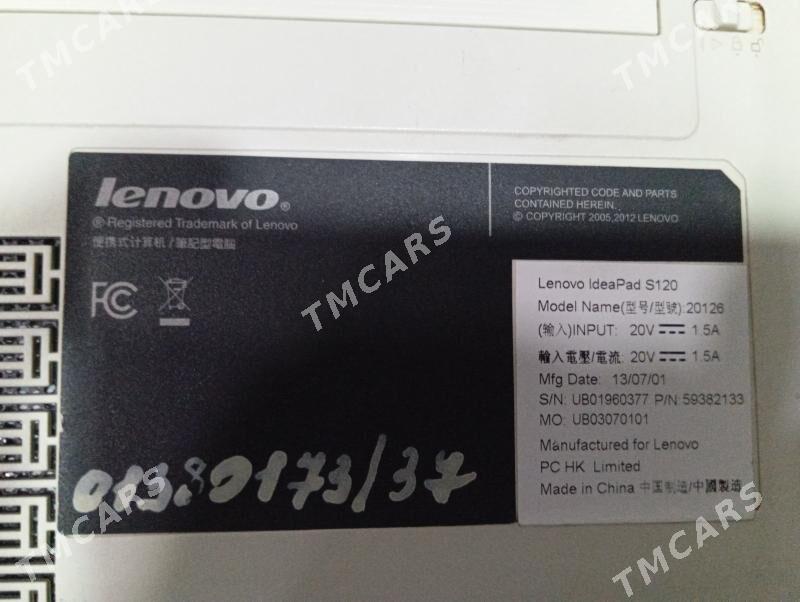 lenovo®
® Registered Trademark of Lenovo
便携式计算机/筆記型電腦
FC
COPYRIGHTED CODE AND PARTS
CONTAINED HEREIN.
© COPYRIGHT 2005,2012 LENOVO
Lenovo IdeaPad S120
Model Name(型号/型號):20126
(输入)INPUT: 20V ⎓ 1.5A
輸入電壓/電流: 20V ⎓ 1.5A
Mfg Date: 13/07/01
S/N: UB01960377 P/N:59382133
MO: UB03070101
Manufactured for Lenovo
PC HK Limited
Made in China 中国制造/中國製造
01380173/37
TMCARS
TMCARS
TMCARS
TMCARS
TMCARS